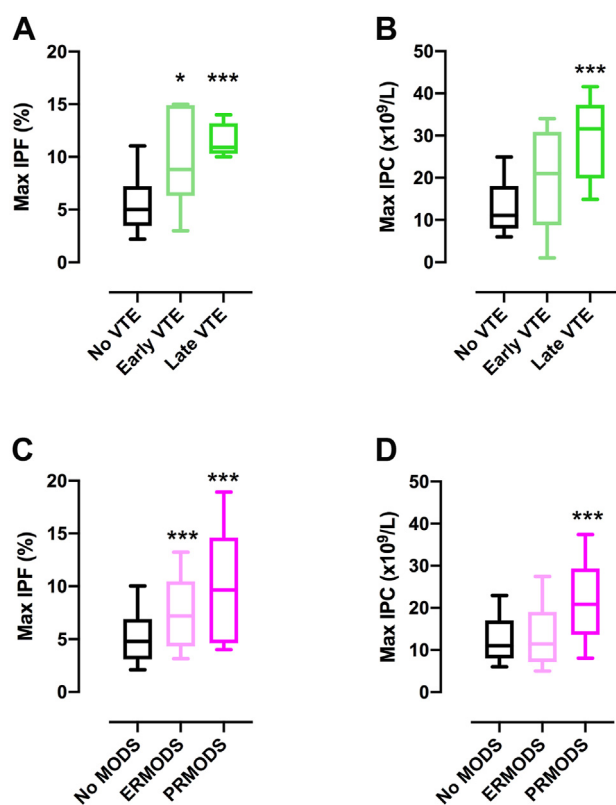 A
Max IPF (%)
20
15
10
5
0
* ***
No VTE
Early VTE
Late VTE
B
Max IPC (x10⁹/L)
50
40
30
20
10
0
***
No VTE
Early VTE
Late VTE
C
Max IPF (%)
20
15
10
5
0
*** ***
No MODS
ERMODS
PRMODS
D
Max IPC (x10⁹/L)
50
40
30
20
10
0
***
No MODS
ERMODS
PRMODS